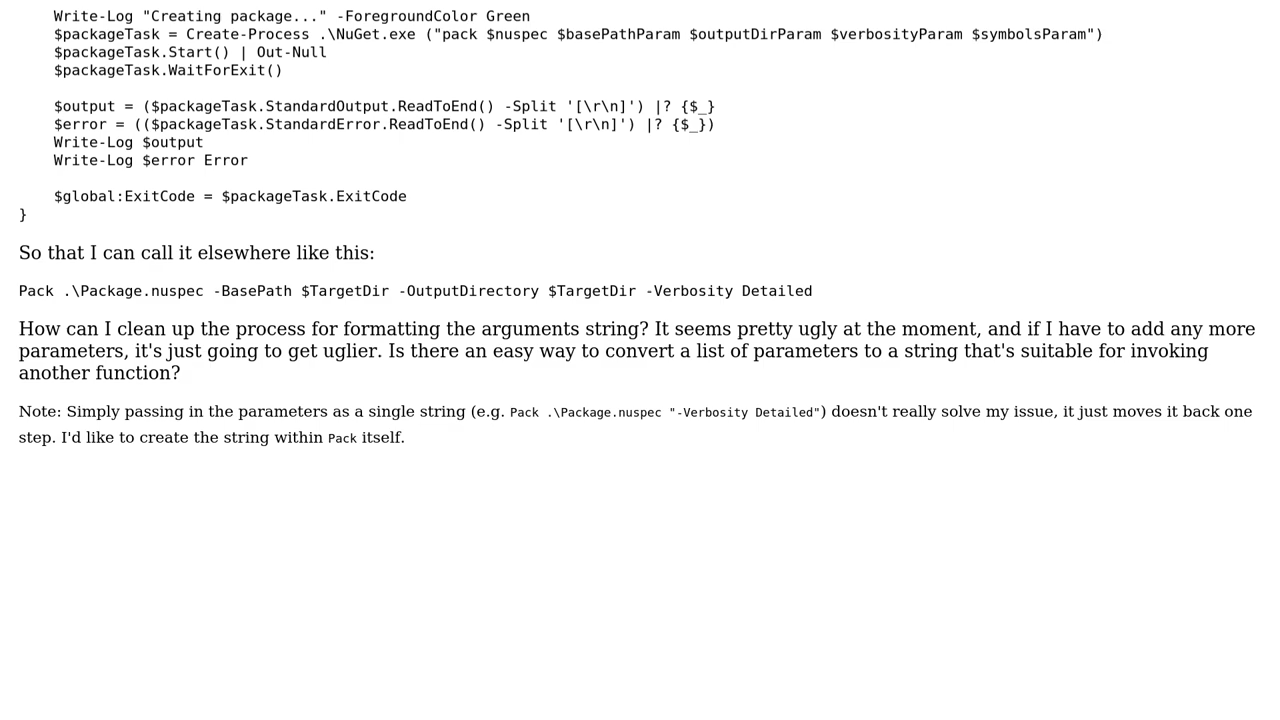 Write-Log "Creating package..." -ForegroundColor Green
$packageTask = Create-Process .\NuGet.exe ("pack $nuspec $basePathParam $outputDirParam $verbosityParam $symbolsParam")
$packageTask.Start() | Out-Null
$packageTask.WaitForExit()
$output = ($packageTask.StandardOutput.ReadToEnd() -Split '[\r\n]') |? {$_}
$error = (($packageTask.StandardError.ReadToEnd() -Split '[\r\n]') |? {$_})
Write-Log $output
Write-Log $error Error
$global:ExitCode = $packageTask.ExitCode
}
So that I can call it elsewhere like this:
Pack .\Package.nuspec -BasePath $TargetDir -OutputDirectory $TargetDir -Verbosity Detailed
How can I clean up the process for formatting the arguments string? It seems pretty ugly at the moment, and if I have to add any more
parameters, it's just going to get uglier. Is there an easy way to convert a list of parameters to a string that's suitable for invoking
another function?
Note: Simply passing in the parameters as a single string (e.g. Pack .\Package.nuspec "-Verbosity Detailed") doesn't really solve my issue, it just moves it back one
step. I'd like to create the string within Pack itself.